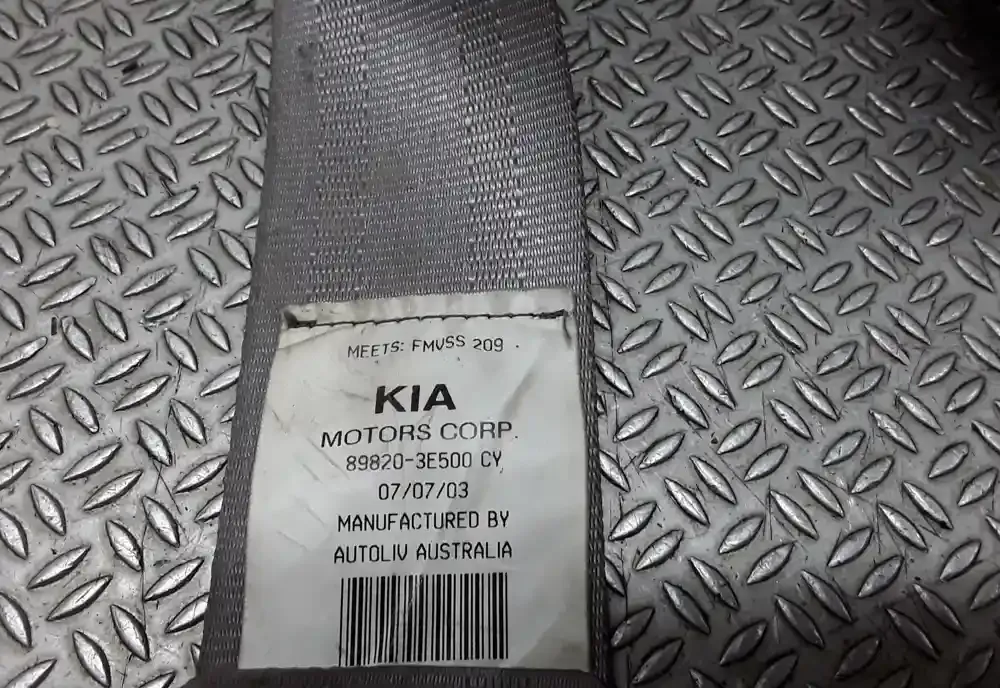 MEETS: FMVSS 209
KIA
MOTORS CORP.
89820-3E500 CY
07/07/03
MANUFACTURED BY
AUTOLIV AUSTRALIA